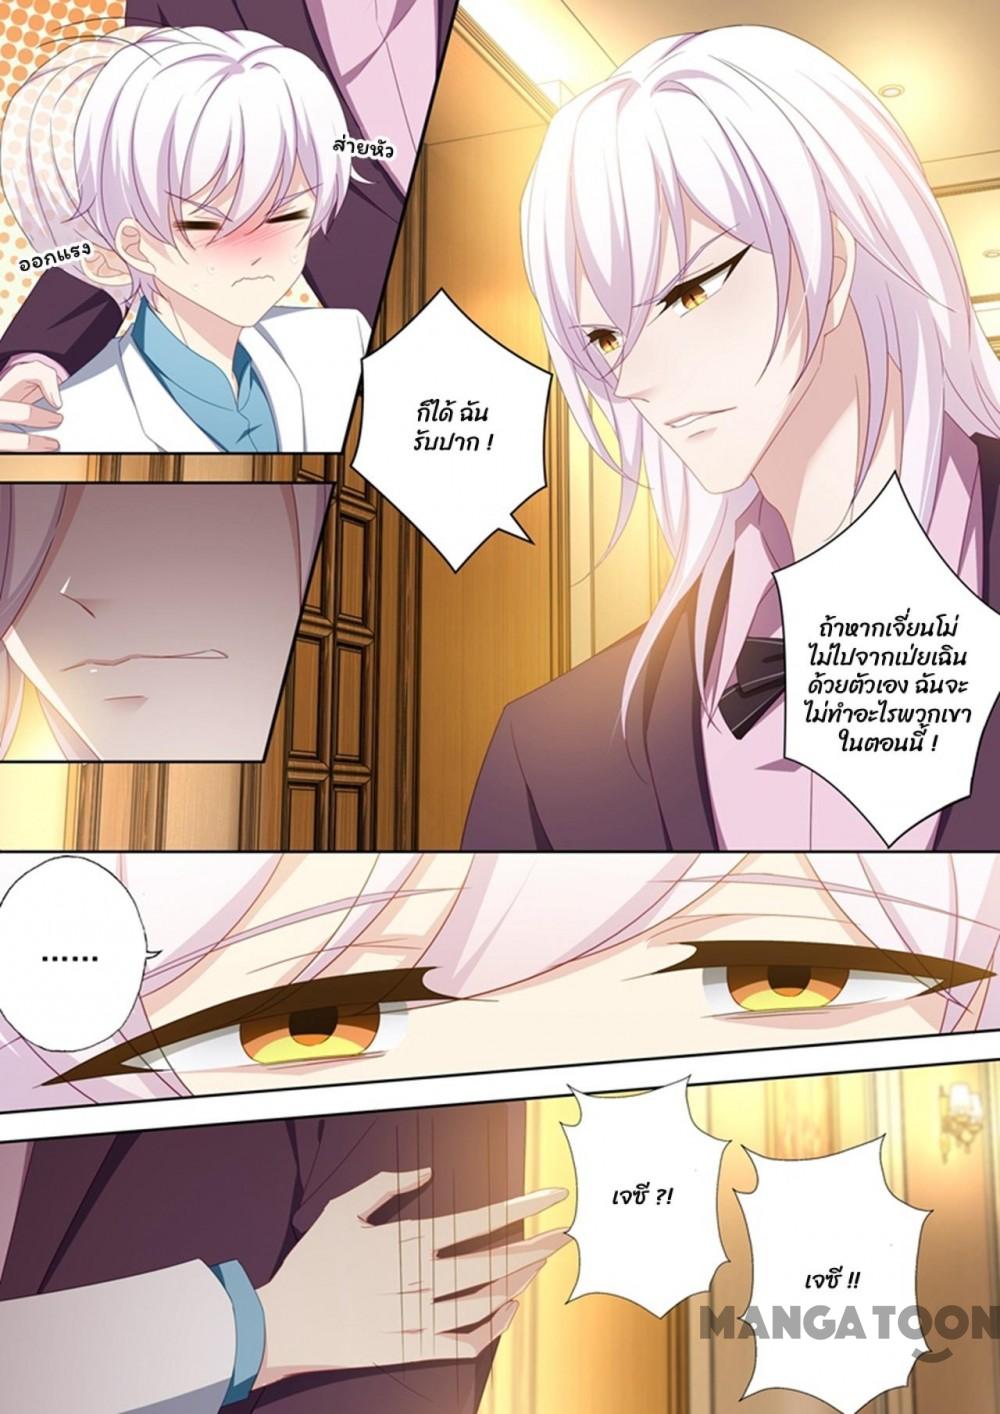 ส่ายหัว
ออกแรง
ก็ได้ ฉัน
รับปาก !
ถ้าหากเจี่ยนโม่
ไม่ไปจากเป่ยเฉิน
ด้วยตัวเอง ฉันจะ
ไม่ทำอะไรพวกเขา
ในตอนนี้ !
......
เจซี ?!
เจซี !!
MANGATOON